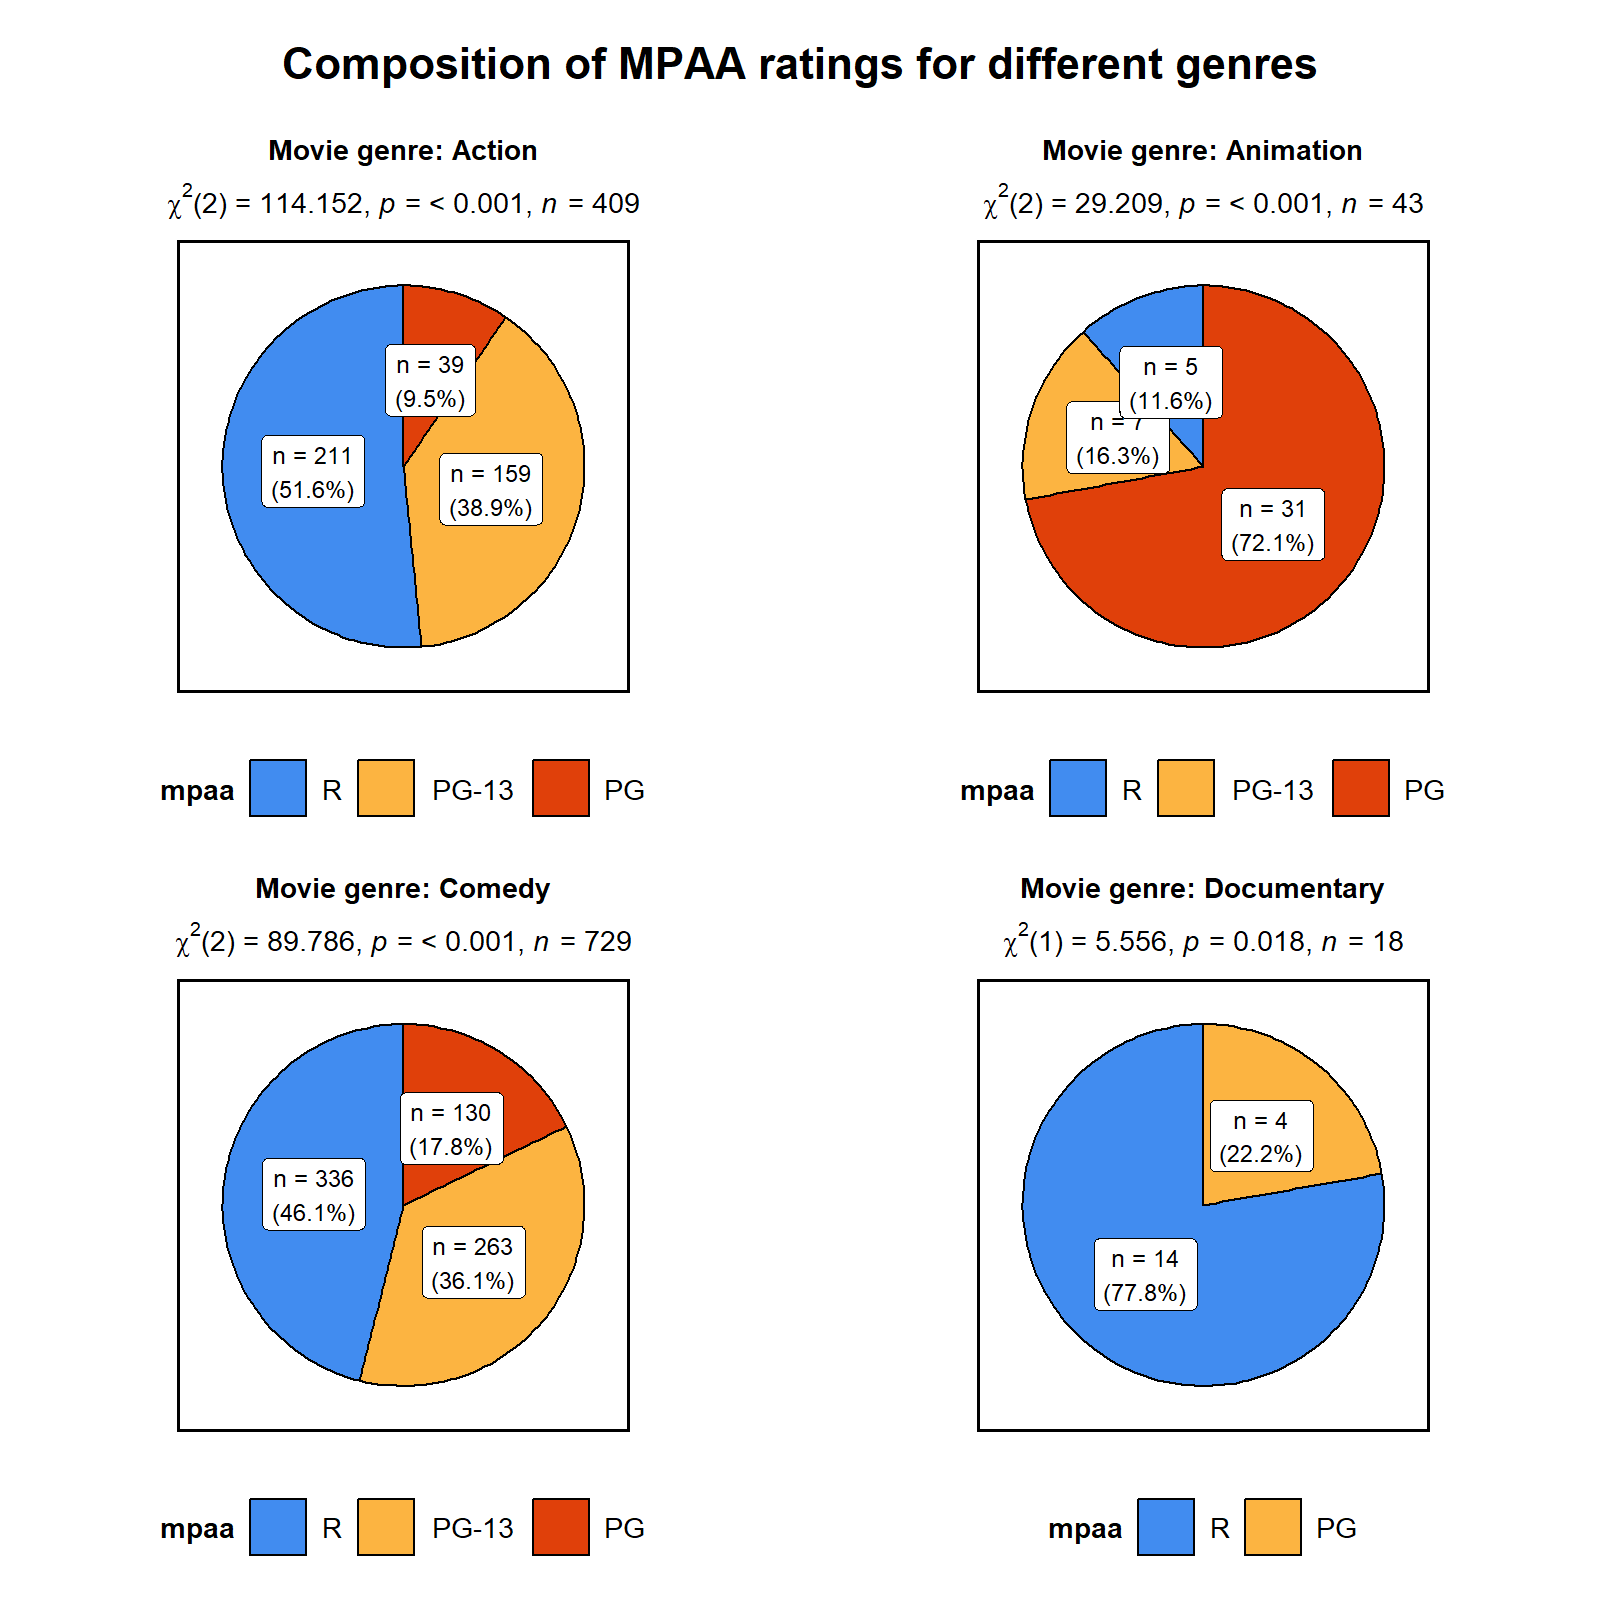 Composition of MPAA ratings for different genres
Movie genre: Action
χ²(2) = 114.152, p = < 0.001, n = 409
n = 39
(9.5%)
n = 211
(51.6%)
n = 159
(38.9%)
mpaa R PG-13 PG
Movie genre: Animation
χ²(2) = 29.209, p = < 0.001, n = 43
n = 5
(11.6%)
n = 7
(16.3%)
n = 31
(72.1%)
mpaa R PG-13 PG
Movie genre: Comedy
χ²(2) = 89.786, p = < 0.001, n = 729
n = 130
(17.8%)
n = 336
(46.1%)
n = 263
(36.1%)
mpaa R PG-13 PG
Movie genre: Documentary
χ²(1) = 5.556, p = 0.018, n = 18
n = 4
(22.2%)
n = 14
(77.8%)
mpaa R PG